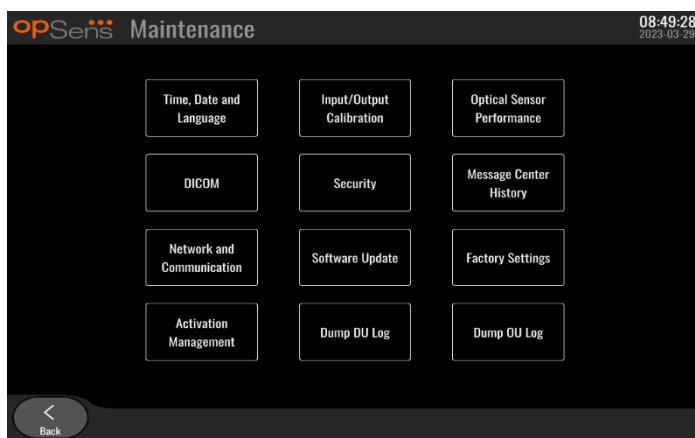 opSens Maintenance
08:49:28
2023-03-29
Time, Date and
Language
Input/Output
Calibration
Optical Sensor
Performance
DICOM
Security
Message Center
History
Network and
Communication
Software Update
Factory Settings
Activation
Management
Dump DU Log
Dump OU Log
Back